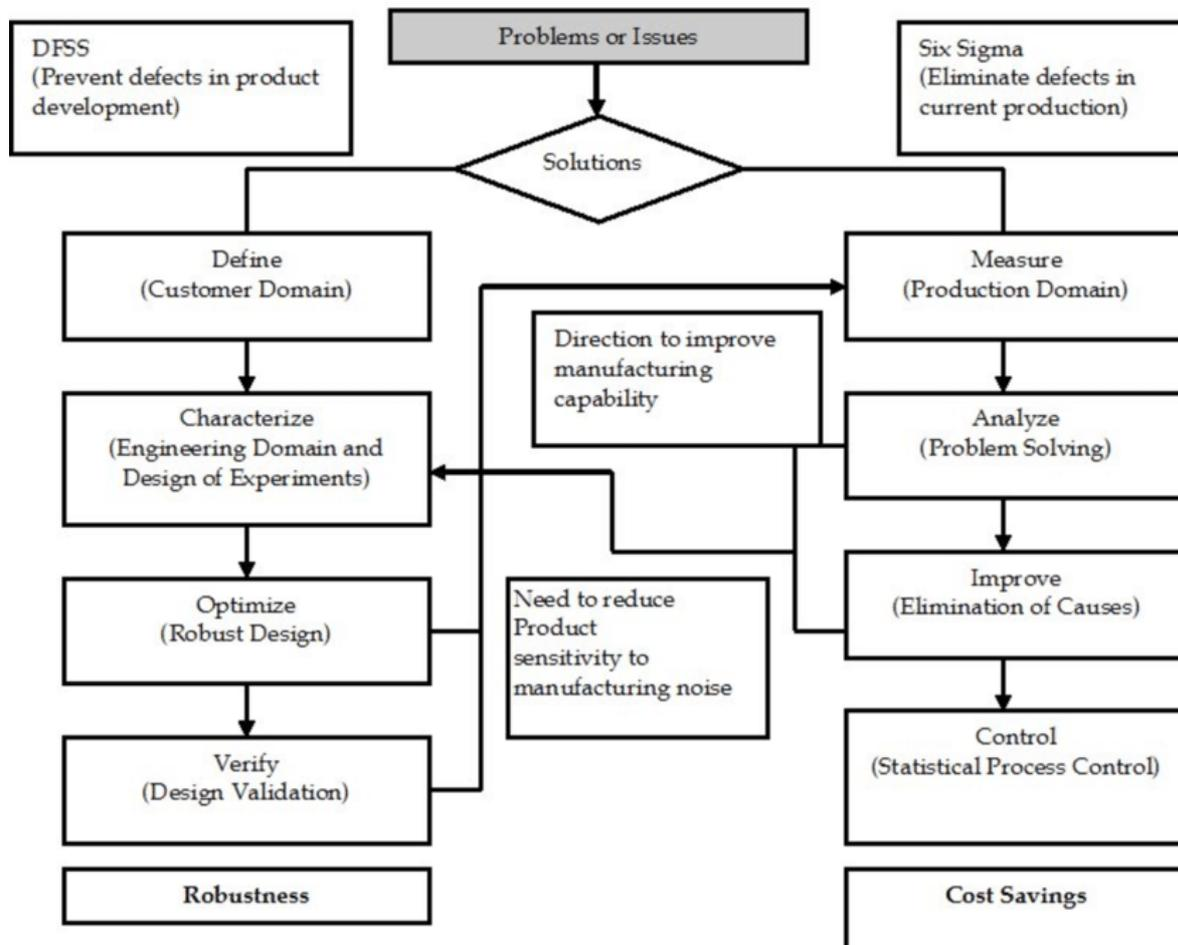 DFSS
(Prevent defects in product
development)
Problems or Issues
Six Sigma
(Eliminate defects in
current production)
Solutions
Define
(Customer Domain)
Measure
(Production Domain)
Direction to improve
manufacturing
capability
Characterize
(Engineering Domain and
Design of Experiments)
Analyze
(Problem Solving)
Optimize
(Robust Design)
Need to reduce
Product
sensitivity to
manufacturing noise
Improve
(Elimination of Causes)
Verify
(Design Validation)
Control
(Statistical Process Control)
Robustness
Cost Savings